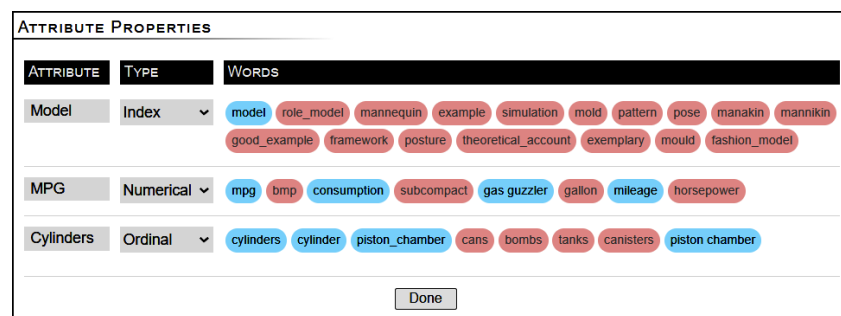 ATTRIBUTE PROPERTIES
ATTRIBUTE TYPE WORDS
Model Index model role_model mannequin example simulation mold pattern pose manakin mannikin
good_example framework posture theoretical_account exemplary mould fashion_model
MPG Numerical mpg bmp consumption subcompact gas guzzler gallon mileage horsepower
Cylinders Ordinal cylinders cylinder piston_chamber cans bombs tanks canisters piston chamber
Done